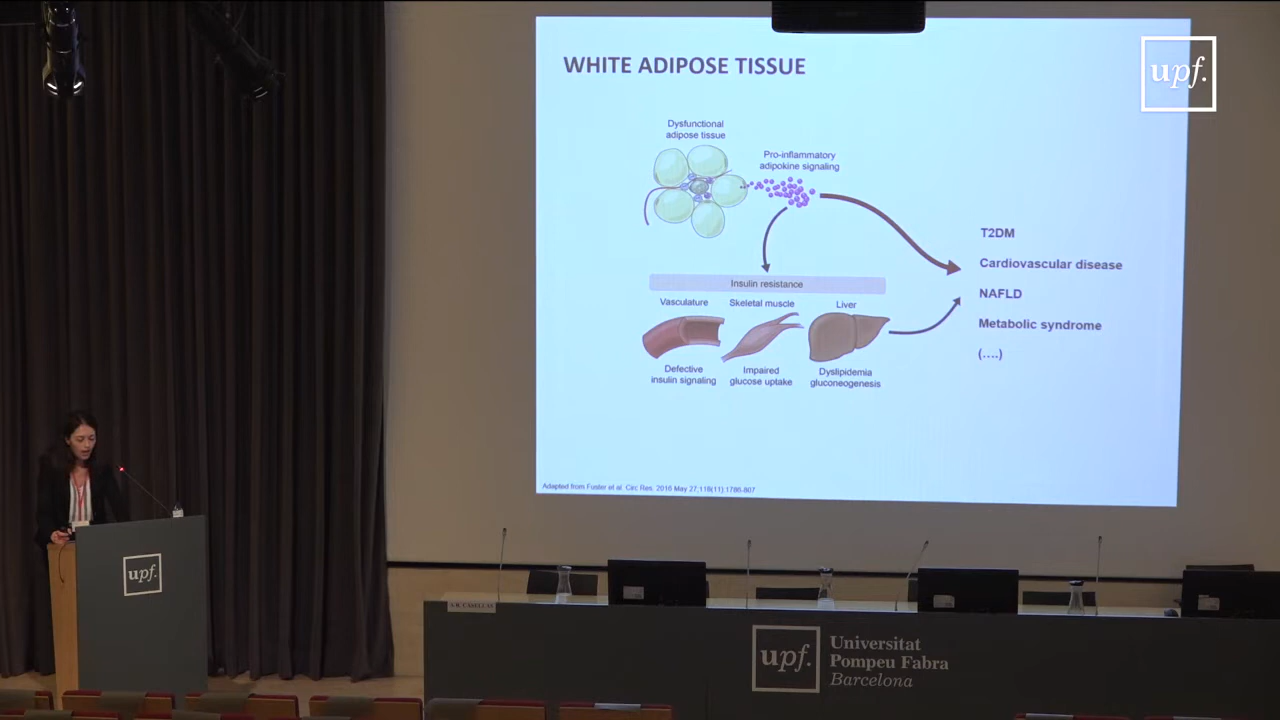 WHITE ADIPOSE TISSUE
upf.
Dysfunctional
adipose tissue
Pro-inflammatory
adipokine signaling
T2DM
Cardiovascular disease
NAFLD
Metabolic syndrome
(....)
Insulin resistance
Vasculature
Skeletal muscle
Liver
Defective
insulin signaling
Impaired
glucose uptake
Dyslipidemia
gluconeogenesis
Adapted from Fuster et al. Circ Res. 2016 May 27;118(11):1786-807
upf.
upf.
Universitat
Pompeu Fabra
Barcelona